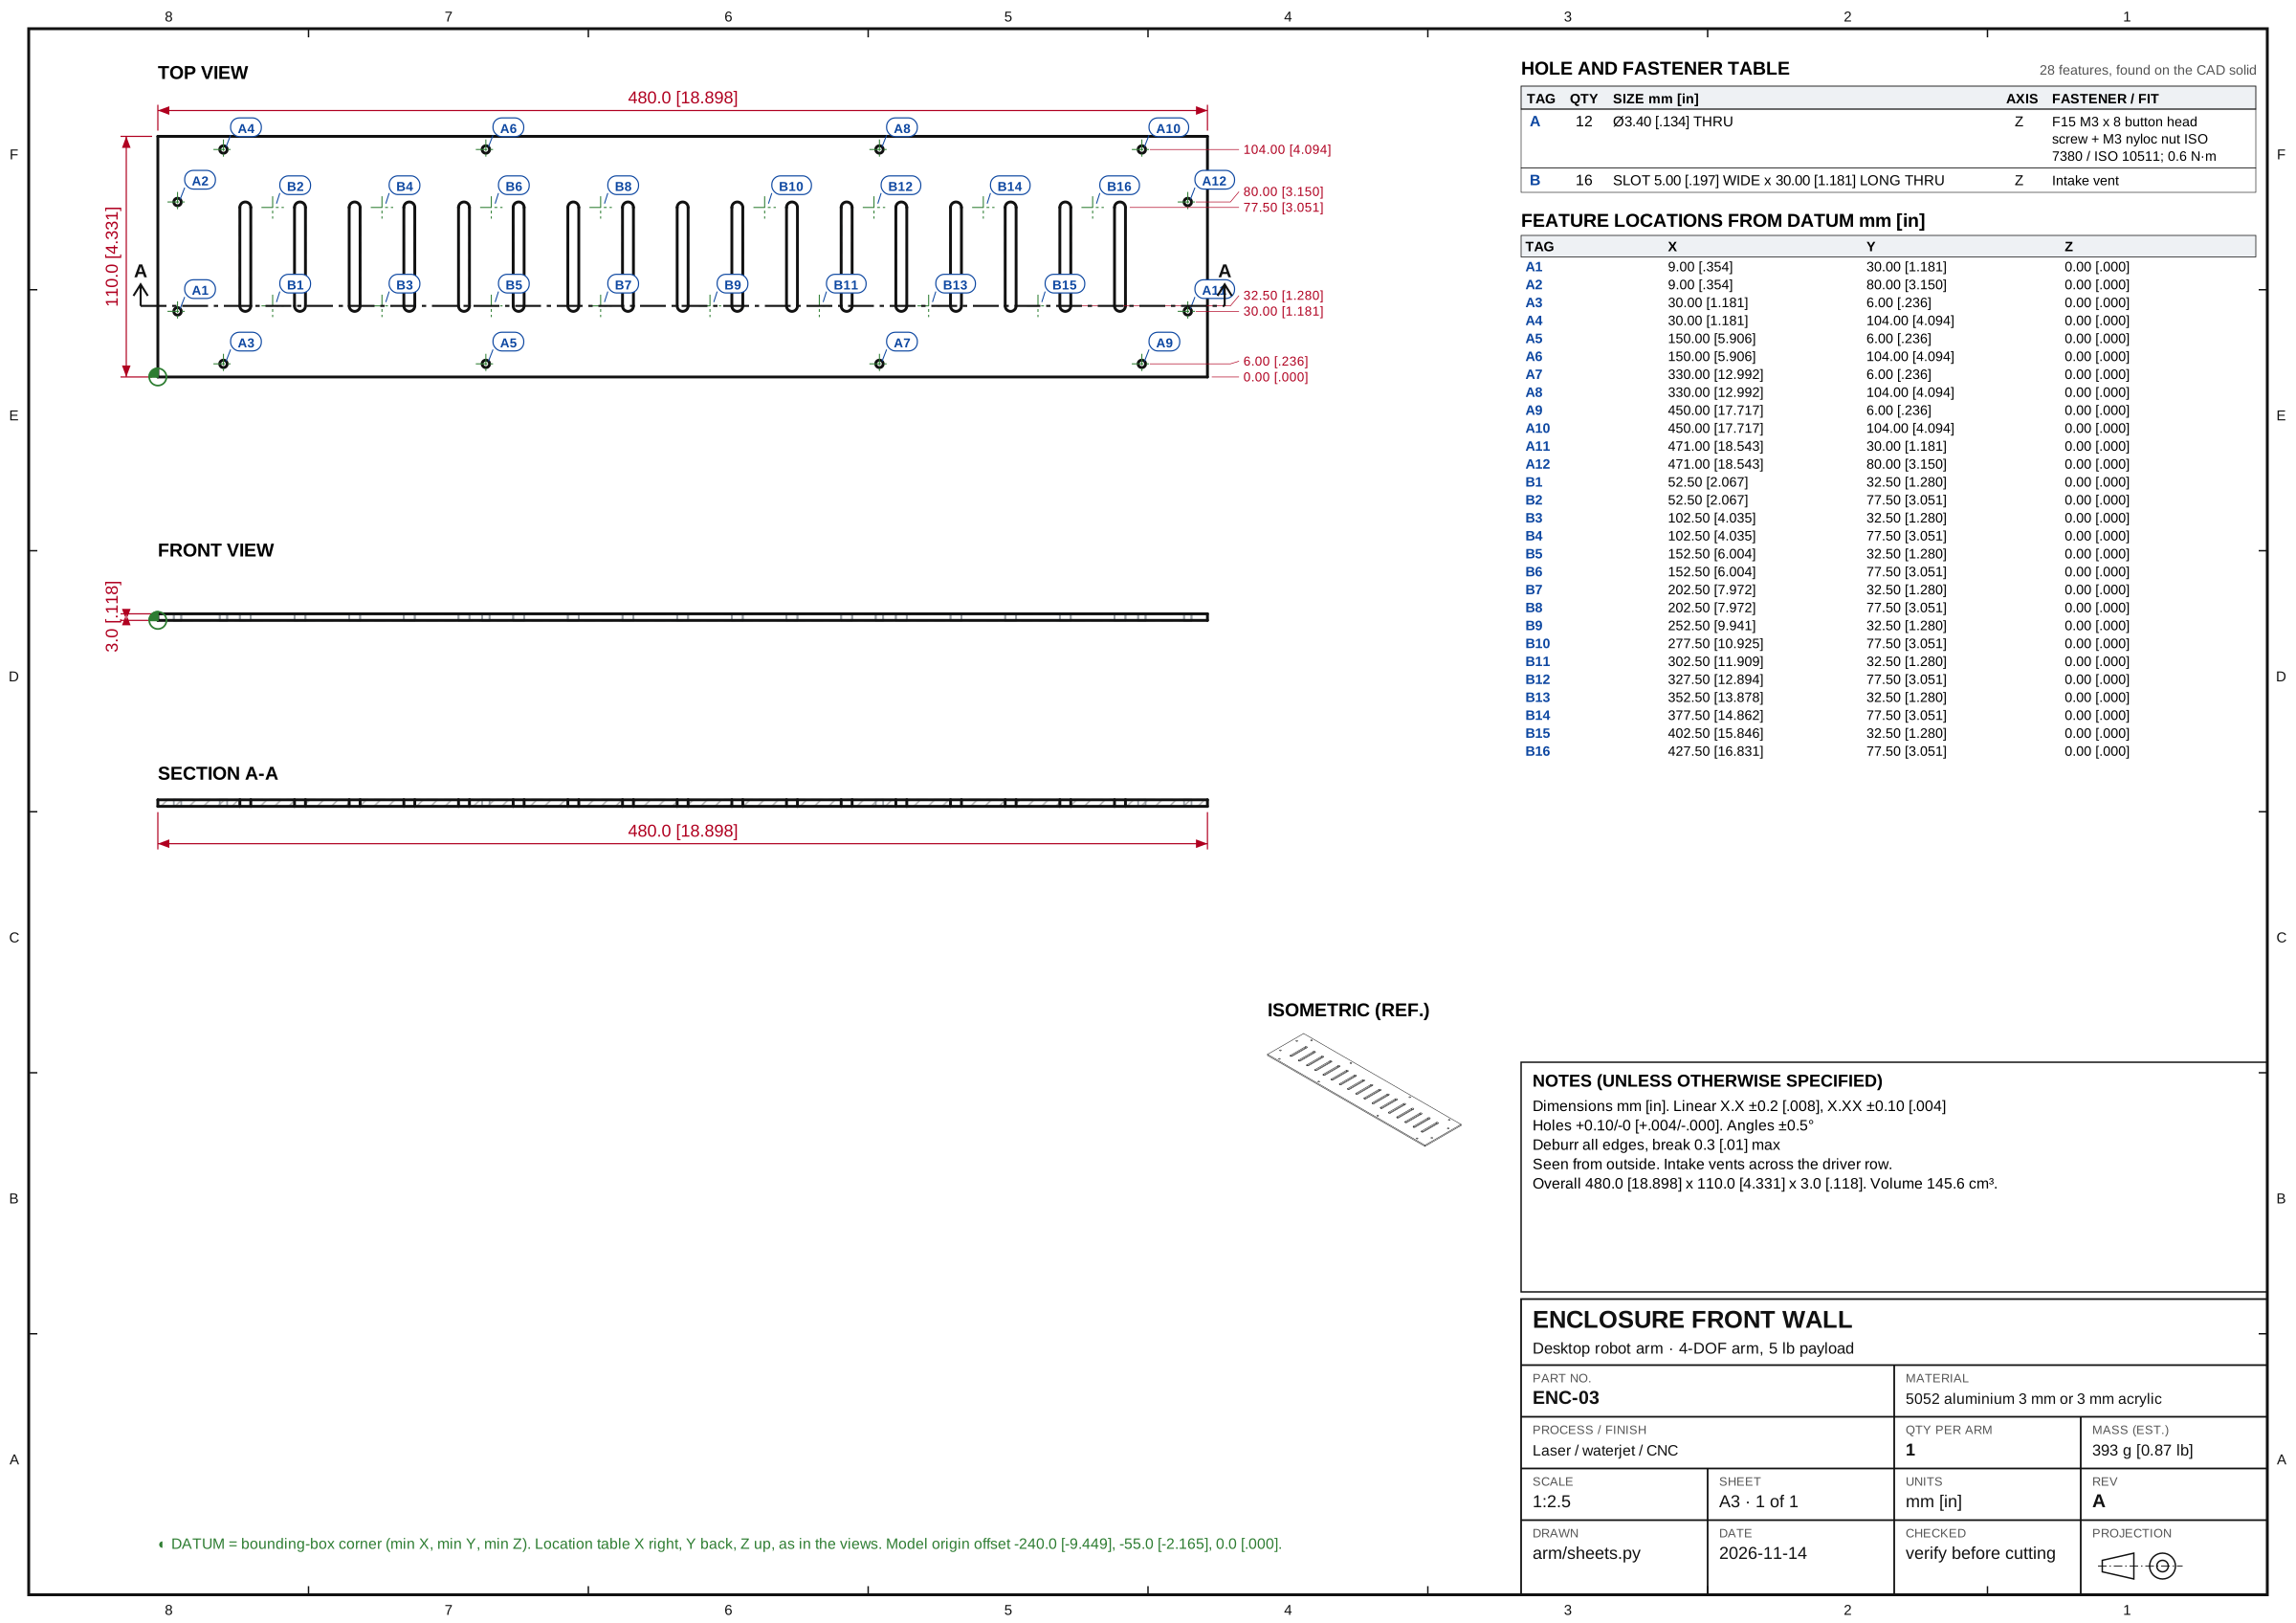 8 7 6 5 4 3 2 1
TOP VIEW
480.0 [18.898]
110.0 [4.331]
A4 A6 A8 A10
104.00 [4.094]
A2 B2 B4 B6 B8 B10 B12 B14 B16 A12
80.00 [3.150]
77.50 [3.051]
A A
A1 B1 B3 B5 B7 B9 B11 B13 B15
32.50 [1.280]
30.00 [1.181]
A3 A5 A7 A9
6.00 [.236]
0.00 [.000]
FRONT VIEW
3.0 [.118]
SECTION A-A
480.0 [18.898]
ISOMETRIC (REF.)
HOLE AND FASTENER TABLE 28 features, found on the CAD solid
TAG QTY SIZE mm [in] AXIS FASTENER / FIT
A 12 Ø3.40 [.134] THRU Z F15 M3 x 8 button head
screw + M3 nyloc nut ISO
7380 / ISO 10511; 0.6 N·m
B 16 SLOT 5.00 [.197] WIDE x 30.00 [1.181] LONG THRU Z Intake vent
FEATURE LOCATIONS FROM DATUM mm [in]
TAG X Y Z
A1 9.00 [.354] 30.00 [1.181] 0.00 [.000]
A2 9.00 [.354] 80.00 [3.150] 0.00 [.000]
A3 30.00 [1.181] 6.00 [.236] 0.00 [.000]
A4 30.00 [1.181] 104.00 [4.094] 0.00 [.000]
A5 150.00 [5.906] 6.00 [.236] 0.00 [.000]
A6 150.00 [5.906] 104.00 [4.094] 0.00 [.000]
A7 330.00 [12.992] 6.00 [.236] 0.00 [.000]
A8 330.00 [12.992] 104.00 [4.094] 0.00 [.000]
A9 450.00 [17.717] 6.00 [.236] 0.00 [.000]
A10 450.00 [17.717] 104.00 [4.094] 0.00 [.000]
A11 471.00 [18.543] 30.00 [1.181] 0.00 [.000]
A12 471.00 [18.543] 80.00 [3.150] 0.00 [.000]
B1 52.50 [2.067] 32.50 [1.280] 0.00 [.000]
B2 52.50 [2.067] 77.50 [3.051] 0.00 [.000]
B3 102.50 [4.035] 32.50 [1.280] 0.00 [.000]
B4 102.50 [4.035] 77.50 [3.051] 0.00 [.000]
B5 152.50 [6.004] 32.50 [1.280] 0.00 [.000]
B6 152.50 [6.004] 77.50 [3.051] 0.00 [.000]
B7 202.50 [7.972] 32.50 [1.280] 0.00 [.000]
B8 202.50 [7.972] 77.50 [3.051] 0.00 [.000]
B9 252.50 [9.941] 32.50 [1.280] 0.00 [.000]
B10 277.50 [10.925] 77.50 [3.051] 0.00 [.000]
B11 302.50 [11.909] 32.50 [1.280] 0.00 [.000]
B12 327.50 [12.894] 77.50 [3.051] 0.00 [.000]
B13 352.50 [13.878] 32.50 [1.280] 0.00 [.000]
B14 377.50 [14.862] 77.50 [3.051] 0.00 [.000]
B15 402.50 [15.846] 32.50 [1.280] 0.00 [.000]
B16 427.50 [16.831] 77.50 [3.051] 0.00 [.000]
NOTES (UNLESS OTHERWISE SPECIFIED)
Dimensions mm [in]. Linear X.X ±0.2 [.008], X.XX ±0.10 [.004]
Holes +0.10/-0 [+.004/-.000]. Angles ±0.5°
Deburr all edges, break 0.3 [.01] max
Seen from outside. Intake vents across the driver row.
Overall 480.0 [18.898] x 110.0 [4.331] x 3.0 [.118]. Volume 145.6 cm³.
ENCLOSURE FRONT WALL
Desktop robot arm · 4-DOF arm, 5 lb payload
PART NO. MATERIAL
ENC-03 5052 aluminium 3 mm or 3 mm acrylic
PROCESS / FINISH QTY PER ARM MASS (EST.)
Laser / waterjet / CNC 1 393 g [0.87 lb]
SCALE SHEET UNITS REV
1:2.5 A3 · 1 of 1 mm [in] A
DRAWN DATE CHECKED PROJECTION
arm/sheets.py 2026-11-14 verify before cutting
DATUM = bounding-box corner (min X, min Y, min Z). Location table X right, Y back, Z up, as in the views. Model origin offset -240.0 [-9.449], -55.0 [-2.165], 0.0 [.000].
F F
E E
D D
C C
B B
A A
8 7 6 5 4 3 2 1